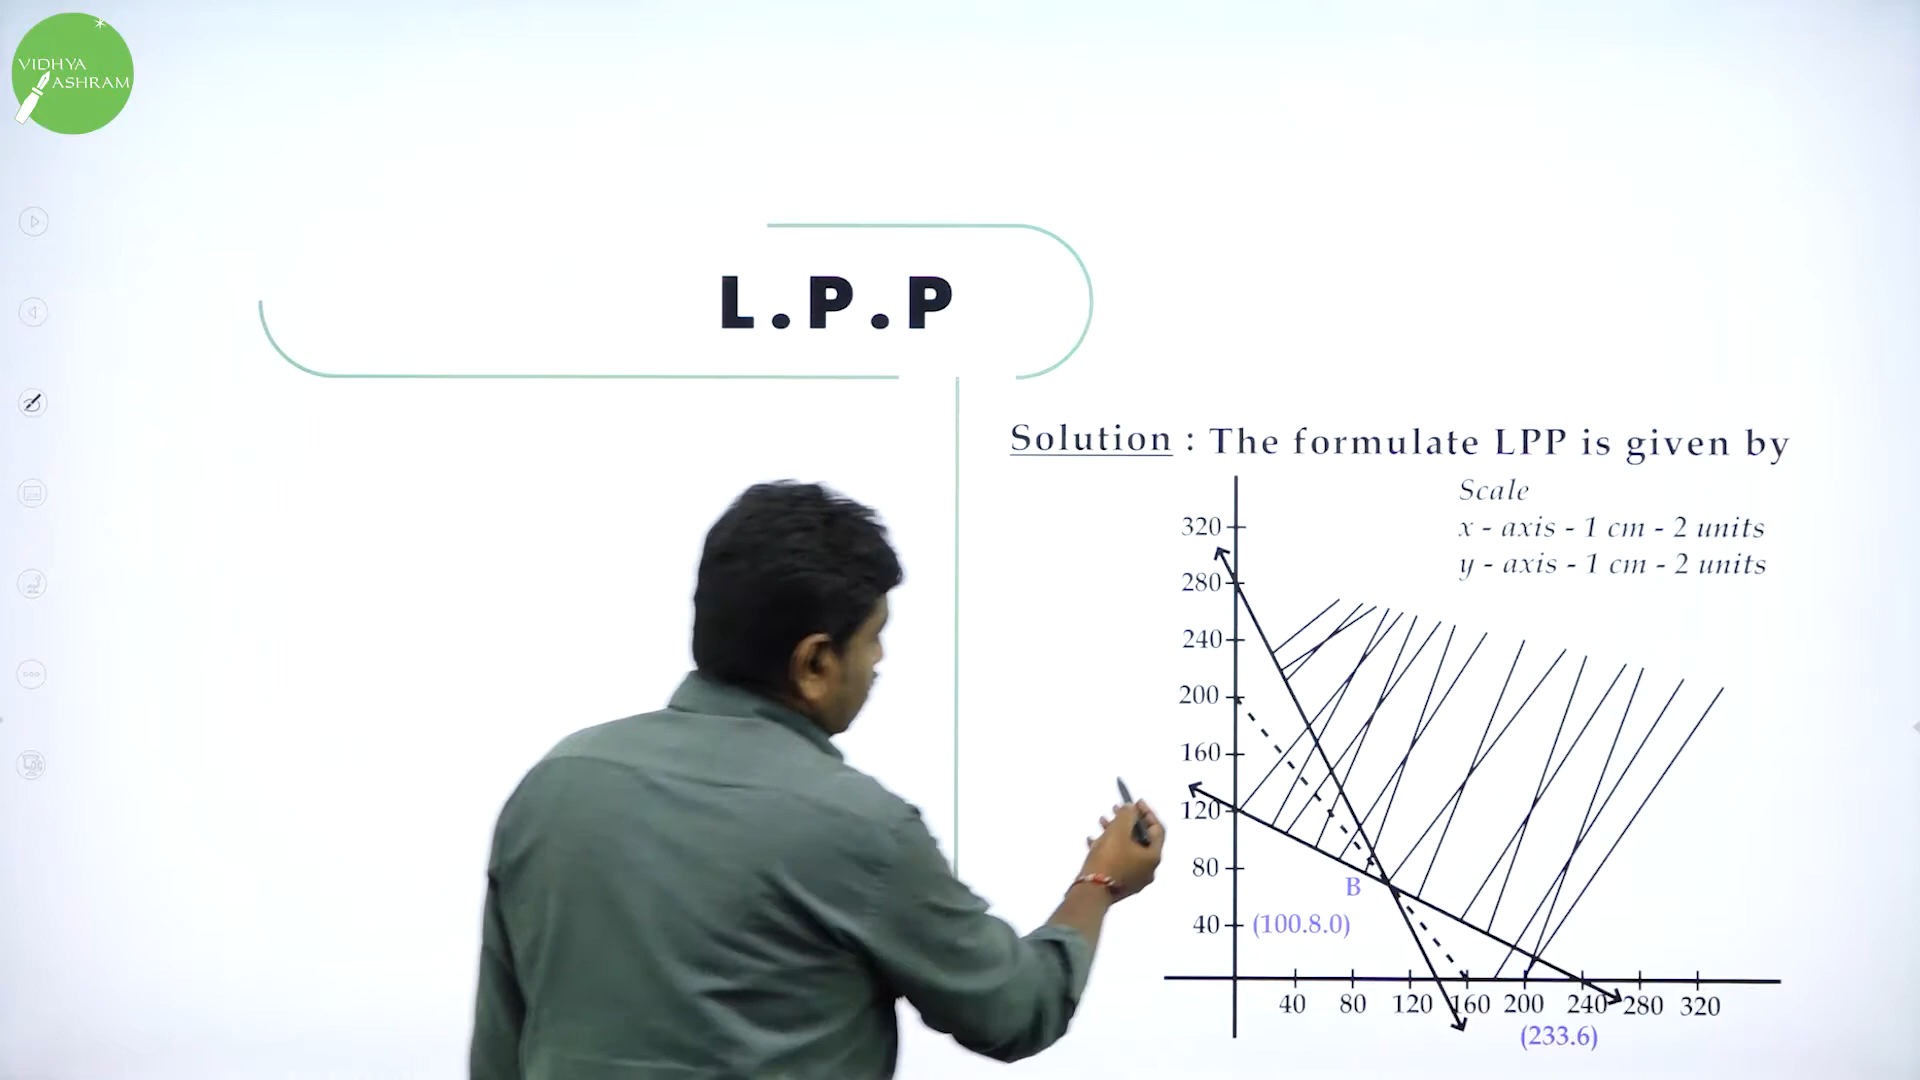 VIDHYA
ASHRAM
L.P.P
Solution : The formulate LPP is given by
Scale
x - axis - 1 cm - 2 units
y - axis - 1 cm - 2 units
320
280
240
200
160
120
80
40
B
(100.8.0)
40 80 120 160 200 240 280 320
(233.6)